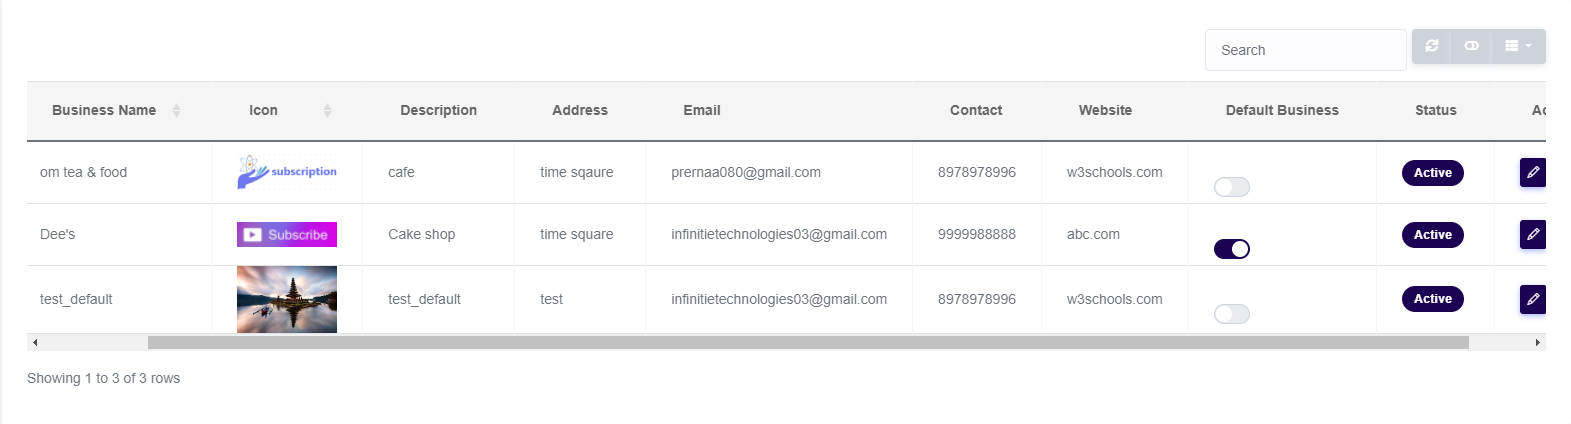 Search
Business Name Icon Description Address Email Contact Website Default Business Status Ac
om tea & food subscription cafe time sqaure prernaa080@gmail.com 8978978996 w3schools.com Active
Dee's Subscribe Cake shop time square infinitietechnologies03@gmail.com 9999988888 abc.com Active
test_default test_default test infinitietechnologies03@gmail.com 8978978996 w3schools.com Active
Showing 1 to 3 of 3 rows